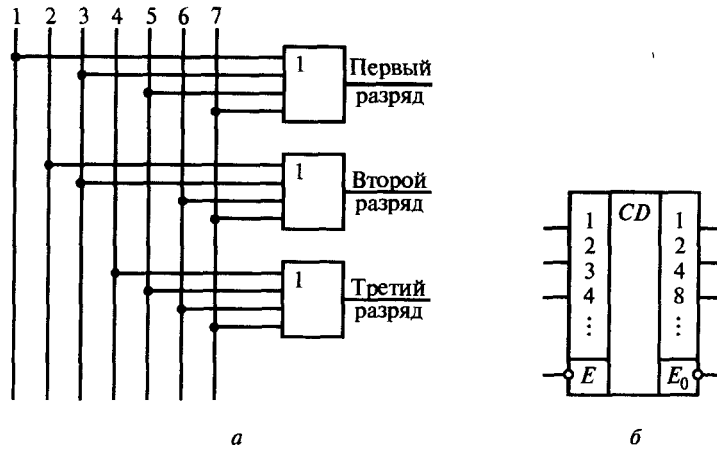 1 2 3 4 5 6 7
1 Первый
разряд
1 Второй
разряд
1 Третий
разряд
CD
1 1
2 2
3 4
4 8
⋮ ⋮
E E₀
а б